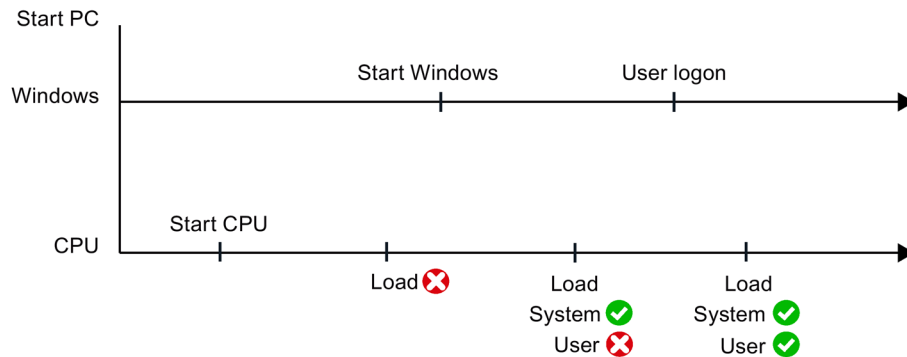 Start PC
Start Windows
User logon
Windows
Start CPU
CPU
Load
Load
Load
System
System
User
User